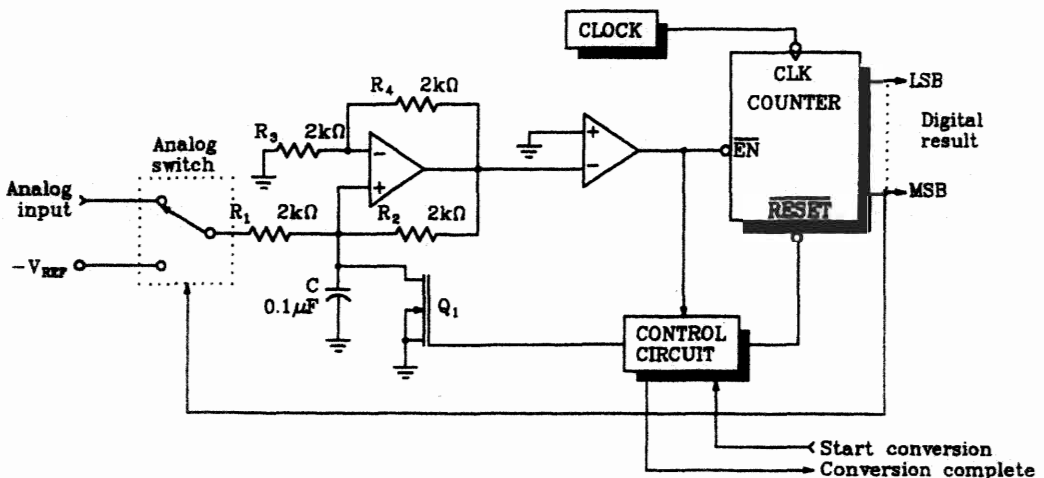 CLOCK
CLK
COUNTER
EN
RESET
LSB
Digital
result
MSB
R4 2kΩ
R3 2kΩ
Analog
switch
Analog
input
R1 2kΩ
R2 2kΩ
−VREF
C
0.1μF
Q1
− 
+
+
−
CONTROL
CIRCUIT
Start conversion
Conversion complete